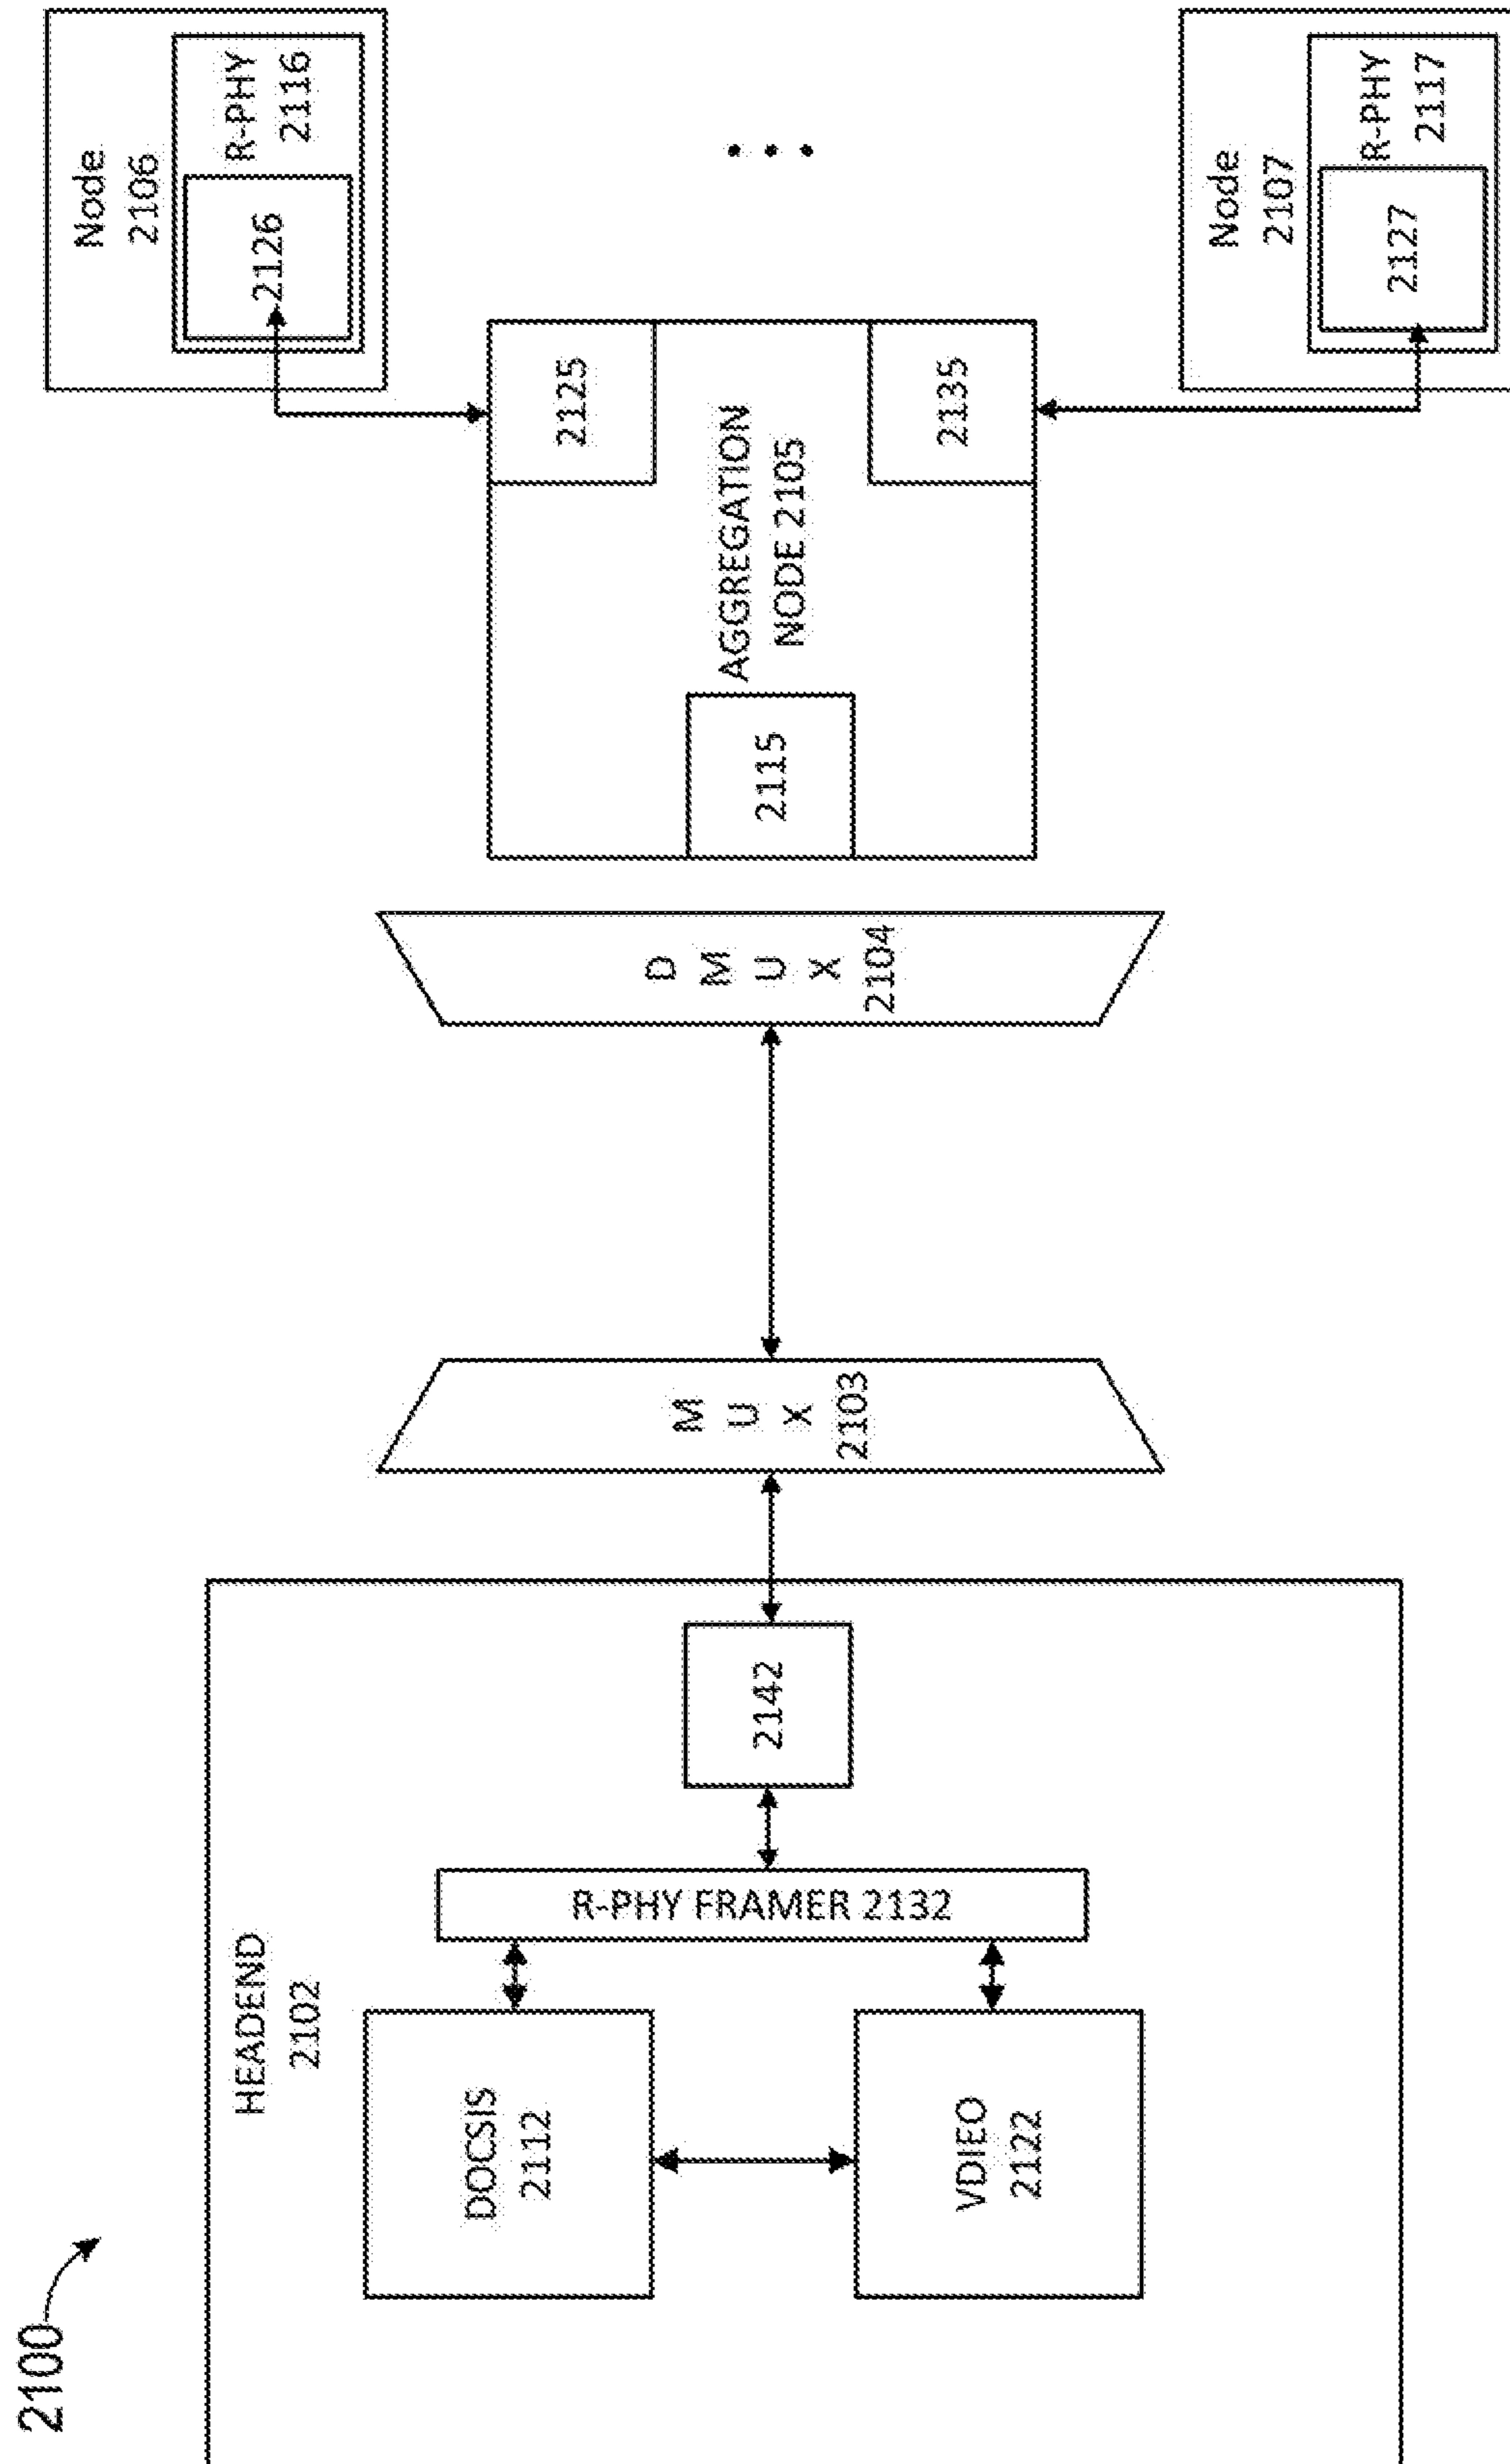 2100
HEADEND
2102
DOCSIS
2112
VDIEO
2122
R-PHY FRAMER 2132
2142
M
U
X
2103
D
M
U
X
2104
2115
AGGREGATION
NODE 2105
2125
2135
Node
2106
R-PHY
2116
2126
Node
2107
R-PHY
2117
2127